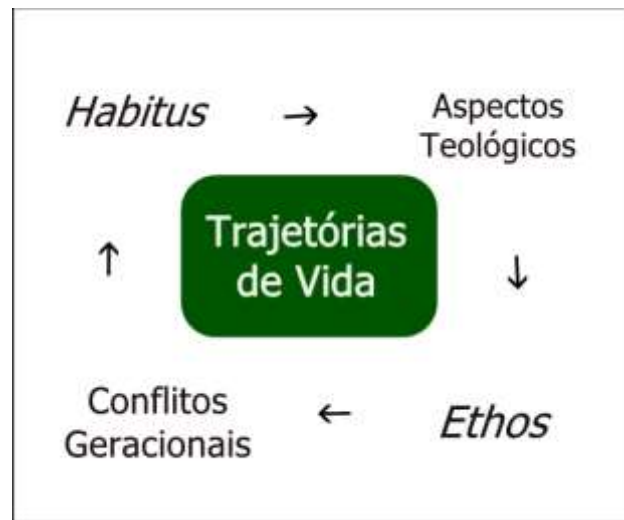 Habitus → Aspectos
Teológicos
Trajetórias
de Vida
↑ ↓
Conflitos
Geracionais ← Ethos